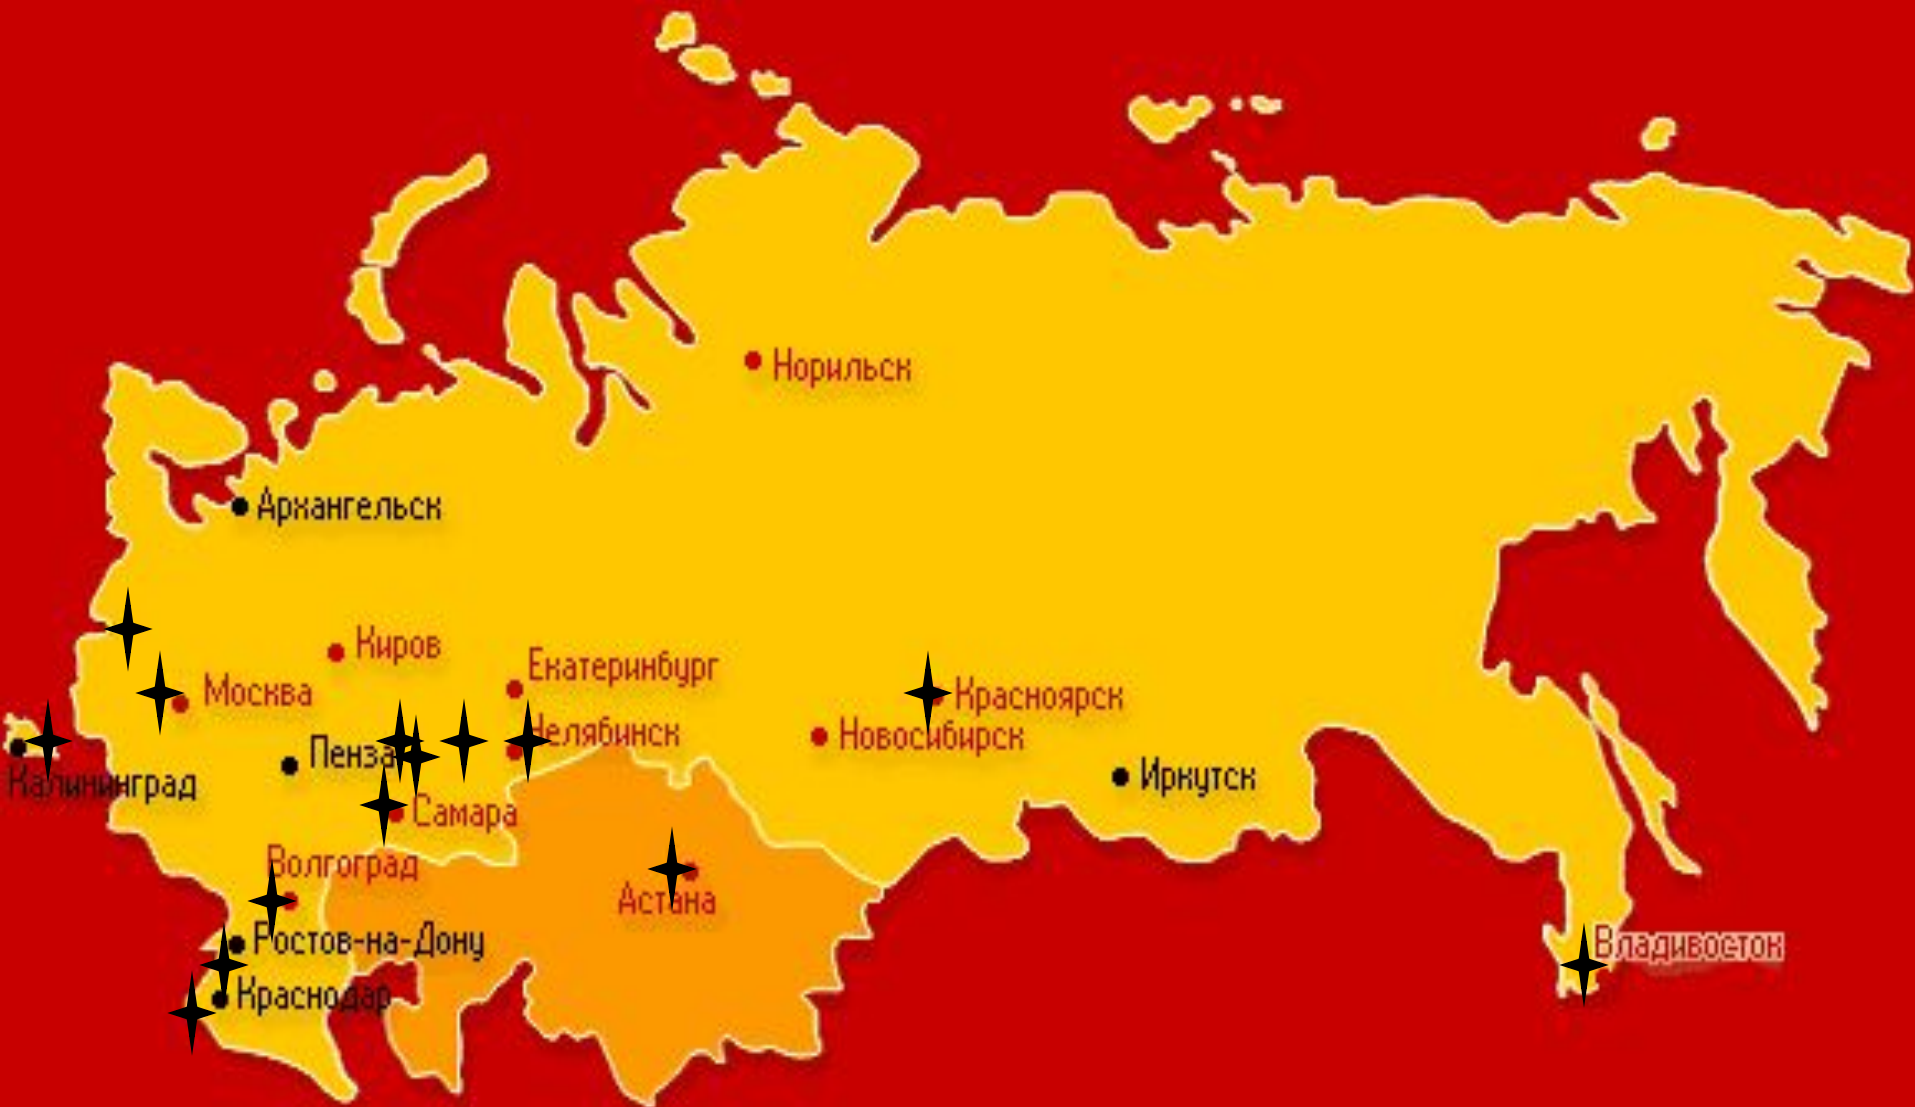 Норильск
Архангельск
Киров
Екатеринбург
Москва
Красноярск
Челябинск
Новосибирск
Пенза
Иркутск
Калининград
Самара
Волгоград
Астана
Ростов-на-Дону
Владивосток
Краснодар